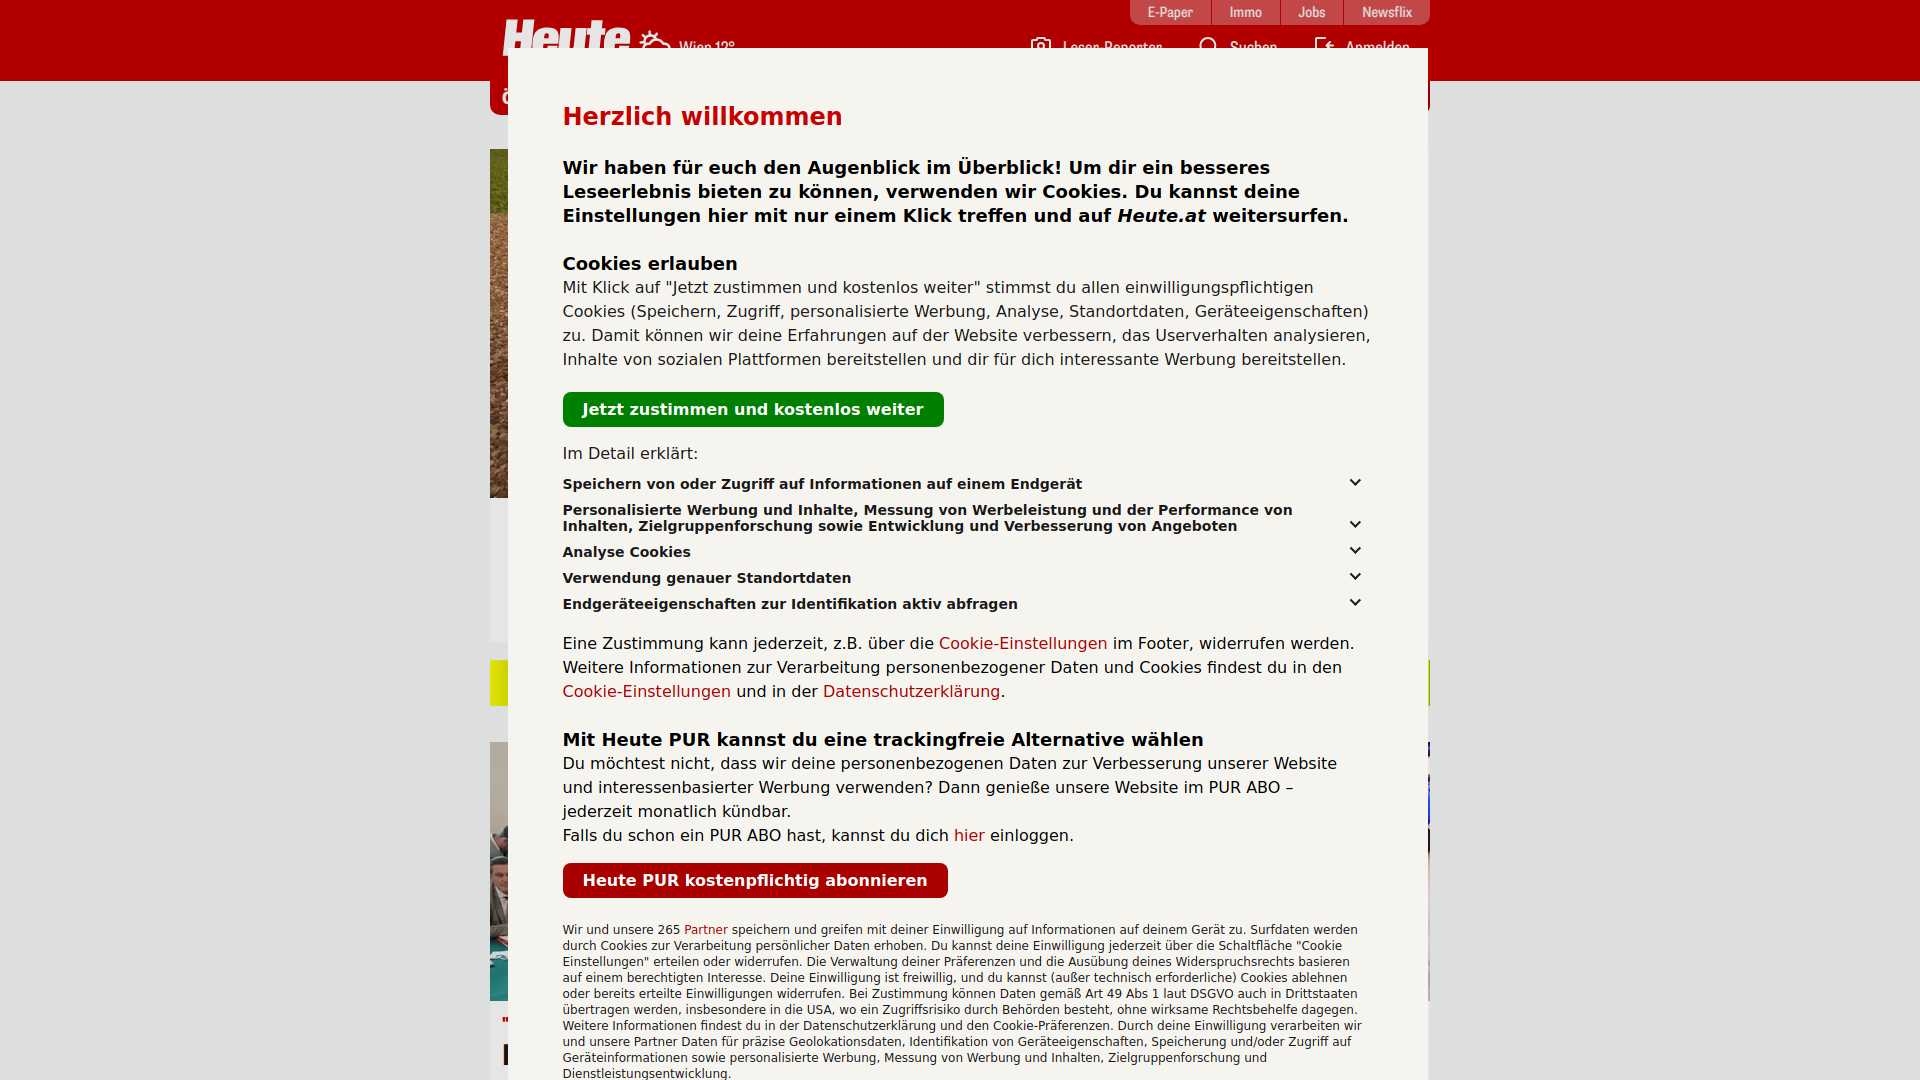 E-Paper
Immo
Jobs
Newsflix
Heute
Wien 12°
Leser-Reporter
Suchen
Anmelden
Herzlich willkommen
Wir haben für euch den Augenblick im Überblick! Um dir ein besseres
Leseerlebnis bieten zu können, verwenden wir Cookies. Du kannst deine
Einstellungen hier mit nur einem Klick treffen und auf Heute.at weitersurfen.
Cookies erlauben
Mit Klick auf "Jetzt zustimmen und kostenlos weiter" stimmst du allen einwilligungspflichtigen
Cookies (Speichern, Zugriff, personalisierte Werbung, Analyse, Standortdaten, Geräteeigenschaften)
zu. Damit können wir deine Erfahrungen auf der Website verbessern, das Userverhalten analysieren,
Inhalte von sozialen Plattformen bereitstellen und dir für dich interessante Werbung bereitstellen.
Jetzt zustimmen und kostenlos weiter
Im Detail erklärt:
Speichern von oder Zugriff auf Informationen auf einem Endgerät
Personalisierte Werbung und Inhalte, Messung von Werbeleistung und der Performance von
Inhalten, Zielgruppenforschung sowie Entwicklung und Verbesserung von Angeboten
Analyse Cookies
Verwendung genauer Standortdaten
Endgeräteeigenschaften zur Identifikation aktiv abfragen
Eine Zustimmung kann jederzeit, z.B. über die Cookie-Einstellungen im Footer, widerrufen werden.
Weitere Informationen zur Verarbeitung personenbezogener Daten und Cookies findest du in den
Cookie-Einstellungen und in der Datenschutzerklärung.
Mit Heute PUR kannst du eine trackingfreie Alternative wählen
Du möchtest nicht, dass wir deine personenbezogenen Daten zur Verbesserung unserer Website
und interessenbasierter Werbung verwenden? Dann genieße unsere Website im PUR ABO –
jederzeit monatlich kündbar.
Falls du schon ein PUR ABO hast, kannst du dich hier einloggen.
Heute PUR kostenpflichtig abonnieren
Wir und unsere 265 Partner speichern und greifen mit deiner Einwilligung auf Informationen auf deinem Gerät zu. Surfdaten werden
durch Cookies zur Verarbeitung persönlicher Daten erhoben. Du kannst deine Einwilligung jederzeit über die Schaltfläche "Cookie
Einstellungen" erteilen oder widerrufen. Die Verwaltung deiner Präferenzen und die Ausübung deines Widerspruchsrechts basieren
auf einem berechtigten Interesse. Deine Einwilligung ist freiwillig, und du kannst (außer technisch erforderliche) Cookies ablehnen
oder bereits erteilte Einwilligungen widerrufen. Bei Zustimmung können Daten gemäß Art 49 Abs 1 laut DSGVO auch in Drittstaaten
übertragen werden, insbesondere in die USA, wo ein Zugriffsrisiko durch Behörden besteht, ohne wirksame Rechtsbehelfe dagegen.
Weitere Informationen findest du in der Datenschutzerklärung und den Cookie-Präferenzen. Durch deine Einwilligung verarbeiten wir
und unsere Partner Daten für präzise Geolokationsdaten, Identifikation von Geräteeigenschaften, Speicherung und/oder Zugriff auf
Geräteinformationen sowie personalisierte Werbung, Messung von Werbung und Inhalten, Zielgruppenforschung und
Dienstleistungsentwicklung.